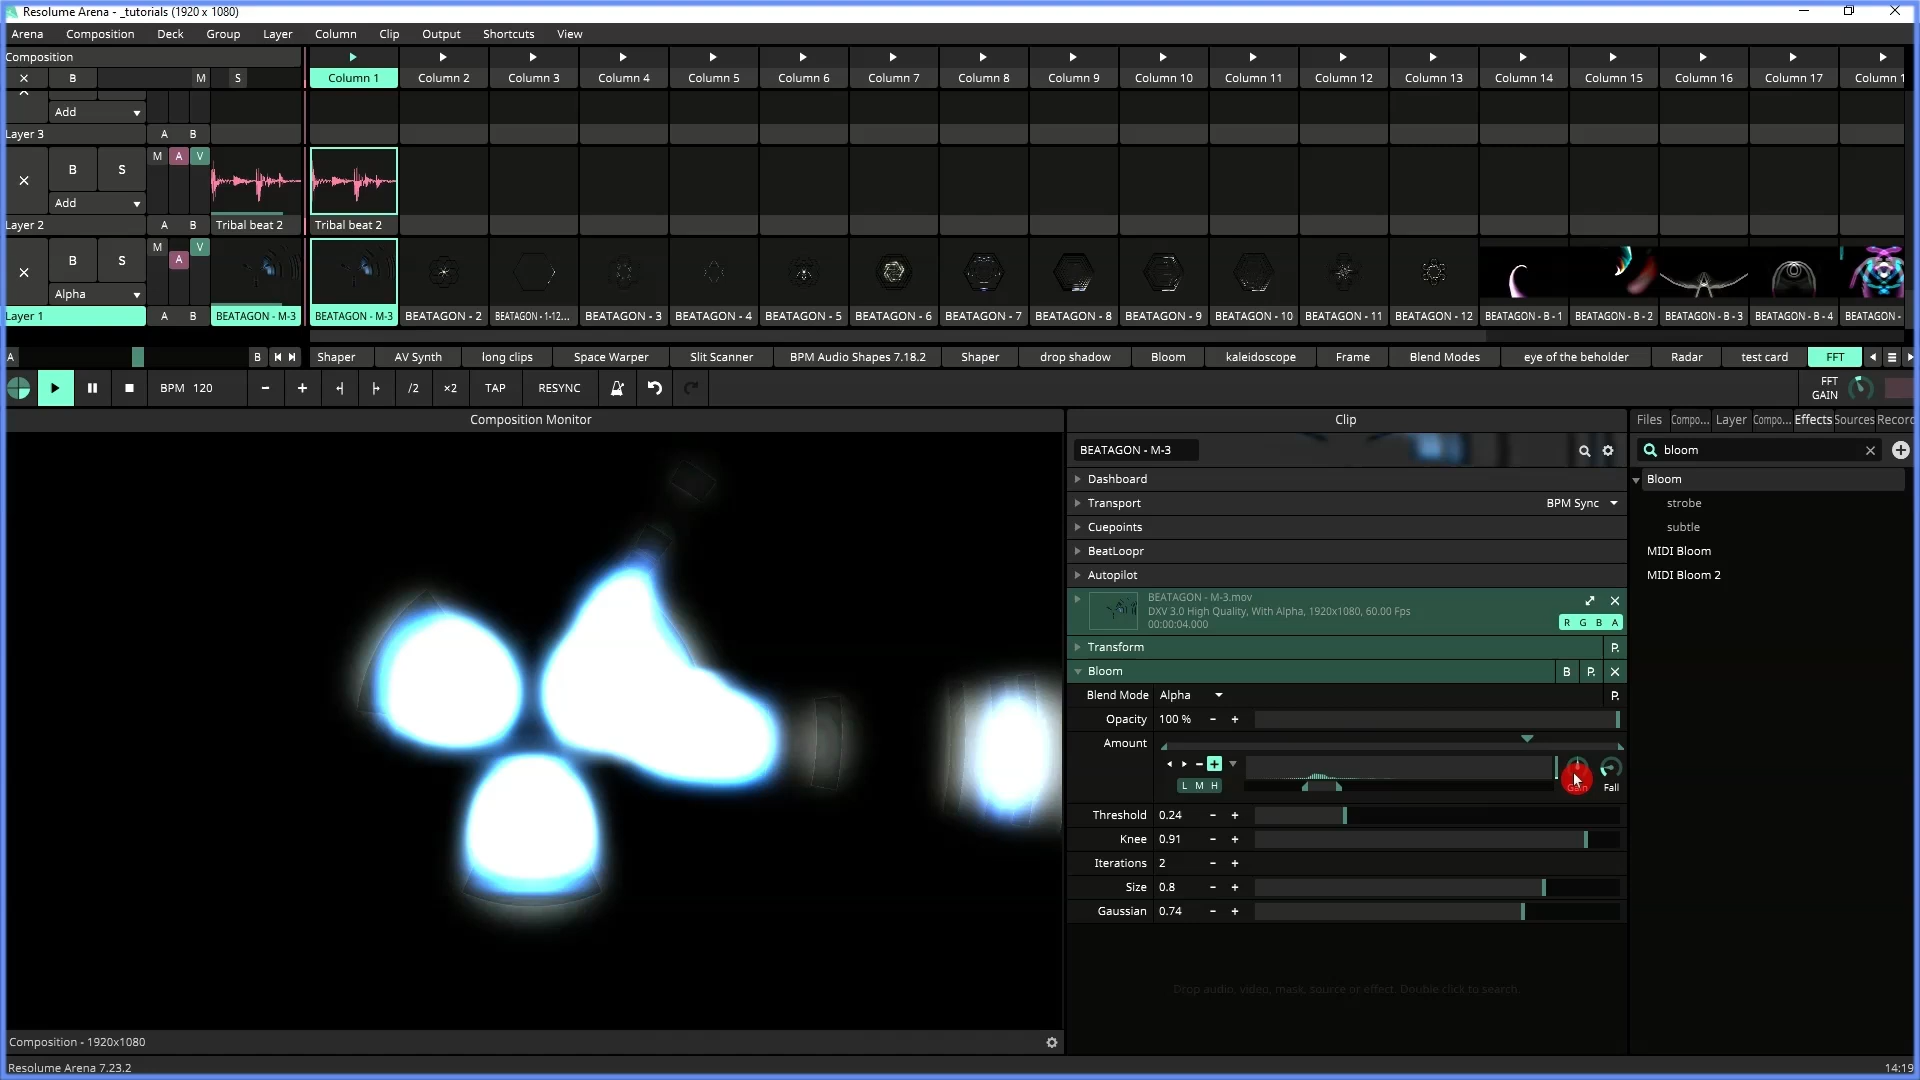 Resolume Arena - _tutorials (1920 x 1080)
Arena Composition Deck Group Layer Column Clip Output Shortcuts View
Composition
B M S
Column 1 Column 2 Column 3 Column 4 Column 5 Column 6 Column 7 Column 8 Column 9 Column 10 Column 11 Column 12 Column 13 Column 14 Column 15 Column 16 Column 17 Column 1
Add
Layer 3 A B
B S M A V
Add
Layer 2 A B Tribal beat 2 Tribal beat 2
B S M A V
Alpha
Layer 1 A B BEATAGON - M-3 BEATAGON - M-3 BEATAGON - 2 BEATAGON - 1-12... BEATAGON - 3 BEATAGON - 4 BEATAGON - 5 BEATAGON - 6 BEATAGON - 7 BEATAGON - 8 BEATAGON - 9 BEATAGON - 10 BEATAGON - 11 BEATAGON - 12 BEATAGON - B - 1 BEATAGON - B - 2 BEATAGON - B - 3 BEATAGON - B - 4 BEATAGON -
A B Shaper AV Synth long clips Space Warper Slit Scanner BPM Audio Shapes 7.18.2 Shaper drop shadow Bloom kaleidoscope Frame Blend Modes eye of the beholder Radar test card FFT
BPM 120 - + /2 ×2 TAP RESYNC FFT GAIN
Composition Monitor
Clip
Files Compo... Layer Compo... Effects Sources Record
BEATAGON - M-3
bloom
Dashboard
Transport BPM Sync
Cuepoints
BeatLoopr
Autopilot
BEATAGON - M-3.mov
DXV 3.0 High Quality, With Alpha, 1920x1080, 60.00 Fps
00:00:04.000
R G B A
Transform P.
Bloom B P.
Blend Mode Alpha P.
Opacity 100 % - +
Amount
L M H Gain Fall
Threshold 0.24 - +
Knee 0.91 - +
Iterations 2 - +
Size 0.8 - +
Gaussian 0.74 - +
Drop audio, video, mask, source or effect. Double click to search.
Bloom
strobe
subtle
MIDI Bloom
MIDI Bloom 2
Composition - 1920x1080
Resolume Arena 7.23.2
14:19